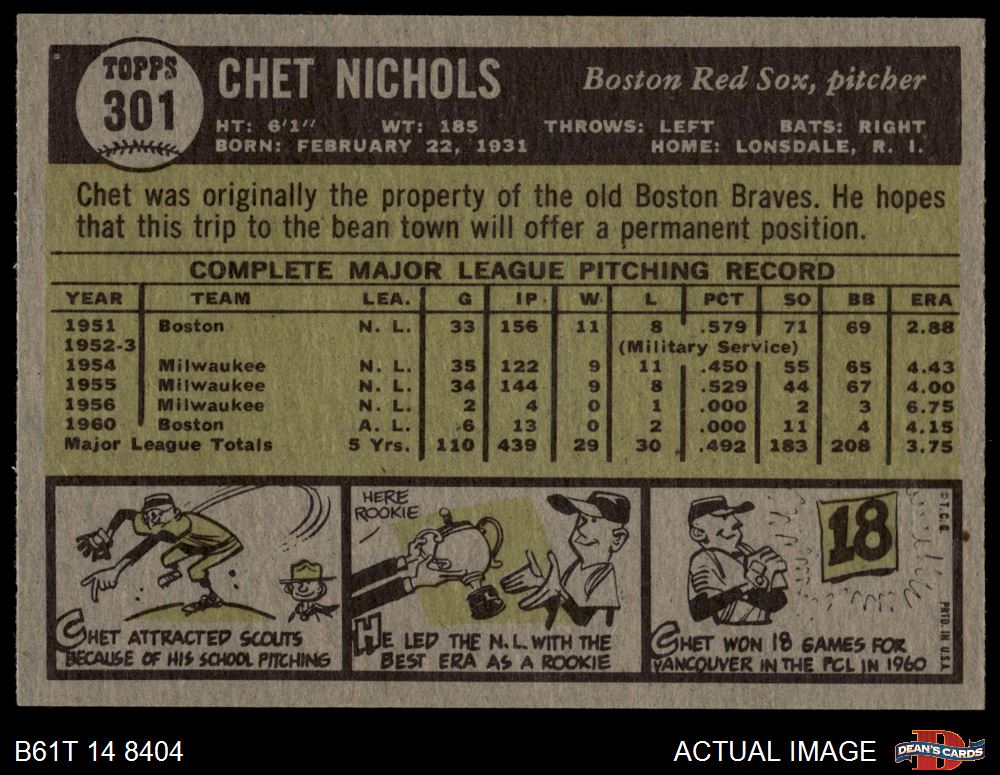 TOPPS
301
CHET NICHOLS
Boston Red Sox, pitcher
HT: 6'1" WT: 185 THROWS: LEFT BATS: RIGHT
BORN: FEBRUARY 22, 1931 HOME: LONSDALE, R. I.
Chet was originally the property of the old Boston Braves. He hopes
that this trip to the bean town will offer a permanent position.
COMPLETE MAJOR LEAGUE PITCHING RECORD
YEAR TEAM LEA. G IP W L PCT SO BB ERA
1951 Boston N. L. 33 156 11 8 .579 71 69 2.88
1952-3 (Military Service)
1954 Milwaukee N. L. 35 122 9 11 .450 55 65 4.43
1955 Milwaukee N. L. 34 144 9 8 .529 44 67 4.00
1956 Milwaukee N. L. 2 4 0 1 .000 2 3 6.75
1960 Boston A. L. 6 13 0 2 .000 11 4 4.15
Major League Totals 5 Yrs. 110 439 29 30 .492 183 208 3.75
CHET ATTRACTED SCOUTS
BECAUSE OF HIS SCHOOL PITCHING
HERE
ROOKIE
HE LED THE N.L. WITH THE
BEST ERA AS A ROOKIE
18
CHET WON 18 GAMES FOR
VANCOUVER IN THE PCL IN 1960
© T.C.G. PRTD. IN U.S.A.
B61T 14 8404
ACTUAL IMAGE
DEAN'S CARDS